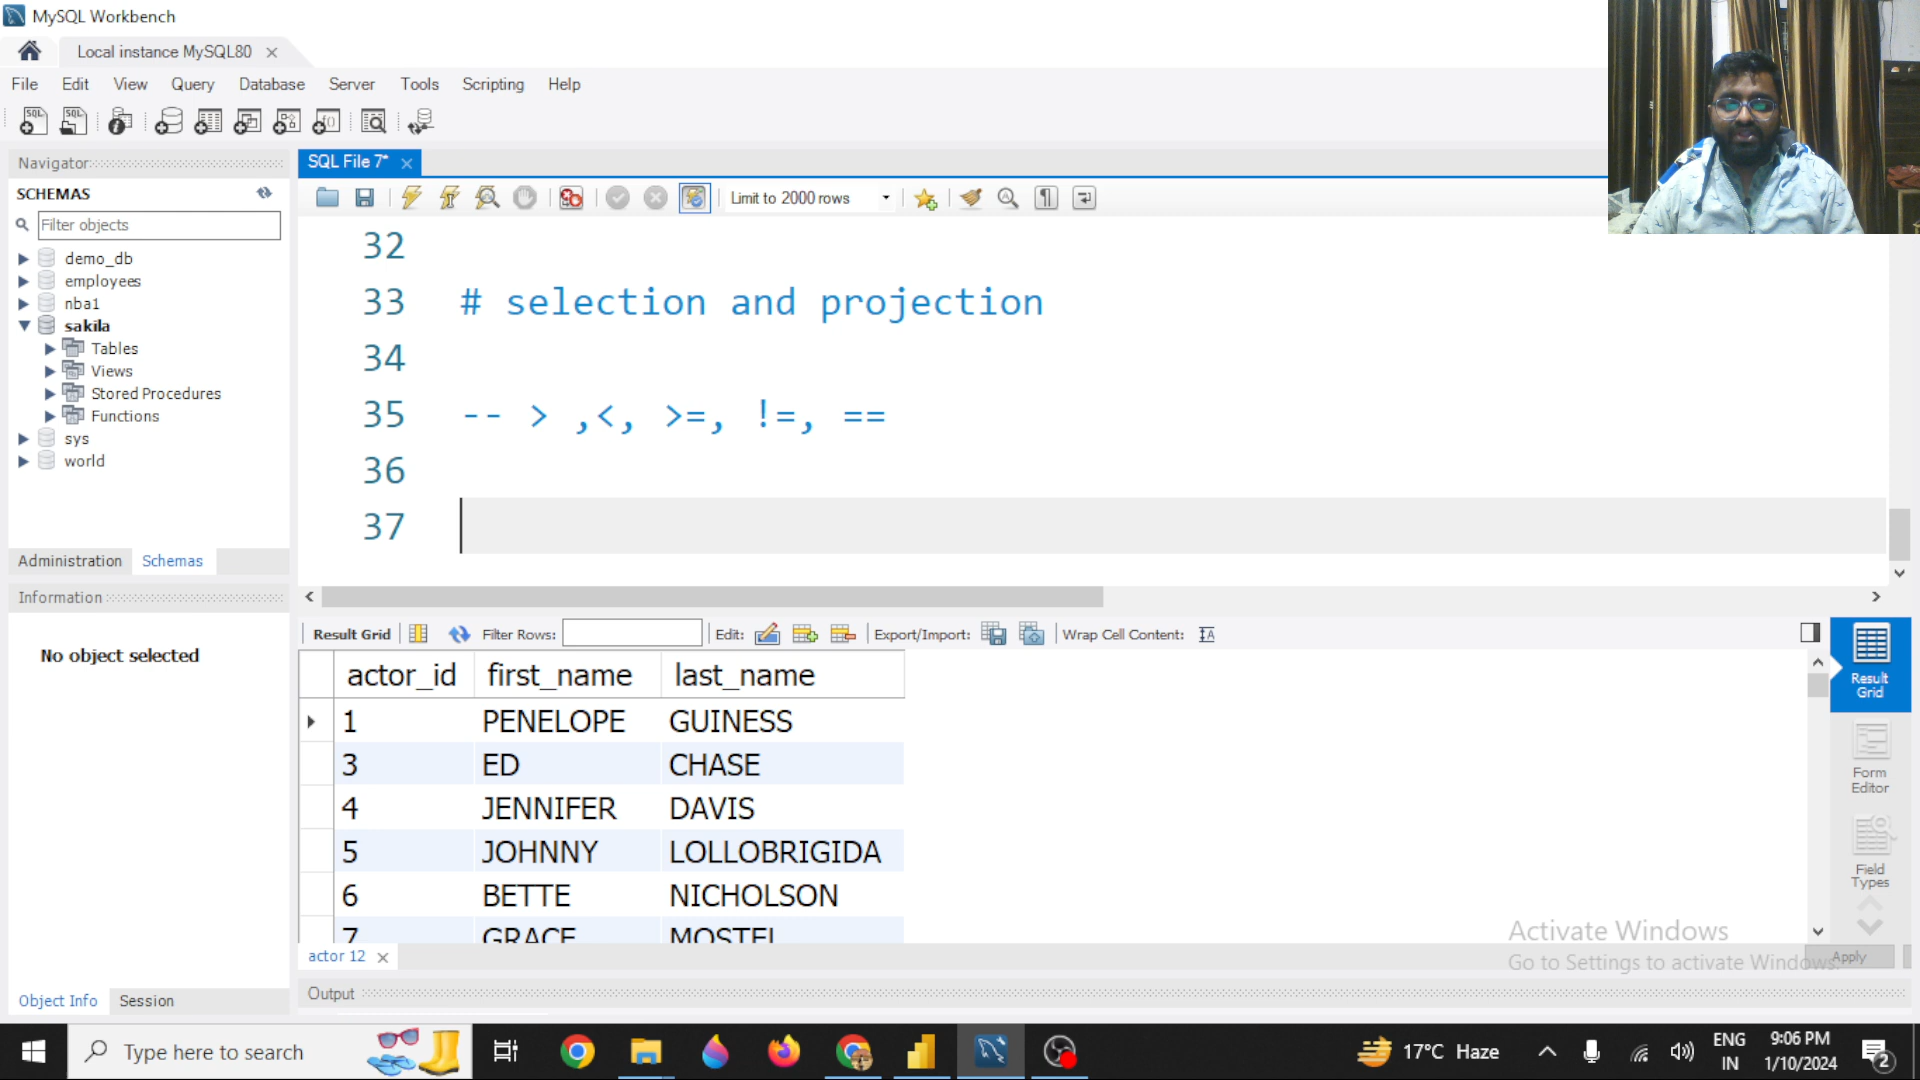 MySQL Workbench
Local instance MySQL80
File Edit View Query Database Server Tools Scripting Help
Navigator
SCHEMAS
Filter objects
demo_db
employees
nba1
sakila
Tables
Views
Stored Procedures
Functions
sys
world
Administration Schemas
Information
No object selected
Object Info Session
SQL File 7*
Limit to 2000 rows
32
33 # selection and projection
34
35 -- > ,<, >=, !=, ==
36
37
Result Grid Filter Rows: Edit: Export/Import: Wrap Cell Content:
actor_id first_name last_name
1 PENELOPE GUINESS
3 ED CHASE
4 JENNIFER DAVIS
5 JOHNNY LOLLOBRIGIDA
6 BETTE NICHOLSON
7 GRACE MOSTEL
Result
Grid
Form
Editor
Field
Types
Activate Windows
Go to Settings to activate Windows.
Apply
actor 12
Output
Type here to search
17°C Haze
ENG
IN
9:06 PM
1/10/2024
2